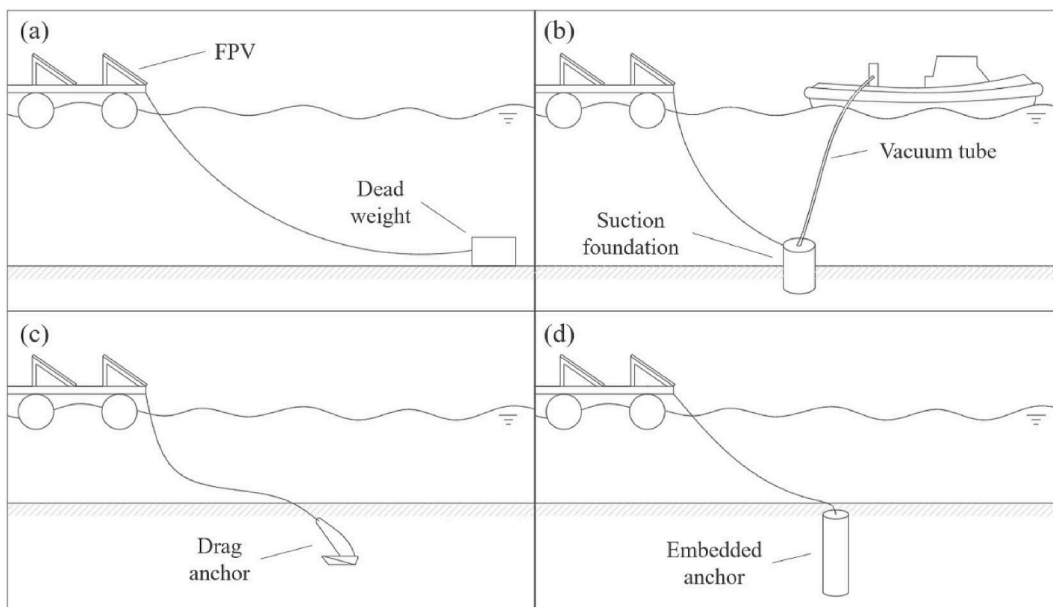 (a)
FPV
Dead
weight
(b)
Vacuum tube
Suction
foundation
(c)
Drag
anchor
(d)
Embedded
anchor